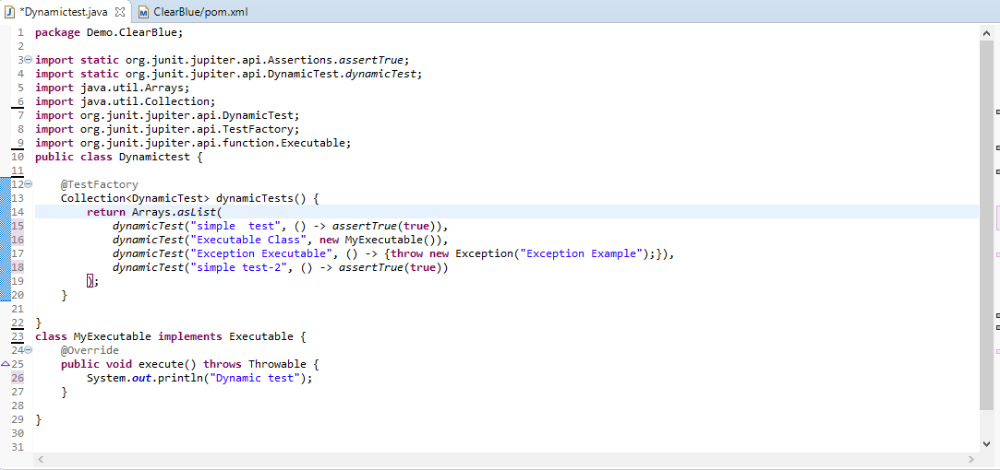 *Dynamictest.java ClearBlue/pom.xml
1 package Demo.ClearBlue;
2
3 import static org.junit.jupiter.api.Assertions.assertTrue;
4 import static org.junit.jupiter.api.DynamicTest.dynamicTest;
5 import java.util.Arrays;
6 import java.util.Collection;
7 import org.junit.jupiter.api.DynamicTest;
8 import org.junit.jupiter.api.TestFactory;
9 import org.junit.jupiter.api.function.Executable;
10 public class Dynamictest {
11
12     @TestFactory
13     Collection<DynamicTest> dynamicTests() {
14         return Arrays.asList(
15             dynamicTest("simple  test", () -> assertTrue(true)),
16             dynamicTest("Executable Class", new MyExecutable()),
17             dynamicTest("Exception Executable", () -> {throw new Exception("Exception Example");}),
18             dynamicTest("simple test-2", () -> assertTrue(true))
19         );
20     }
21
22 }
23 class MyExecutable implements Executable {
24     @Override
25     public void execute() throws Throwable {
26         System.out.println("Dynamic test");
27     }
28
29 }
30
31